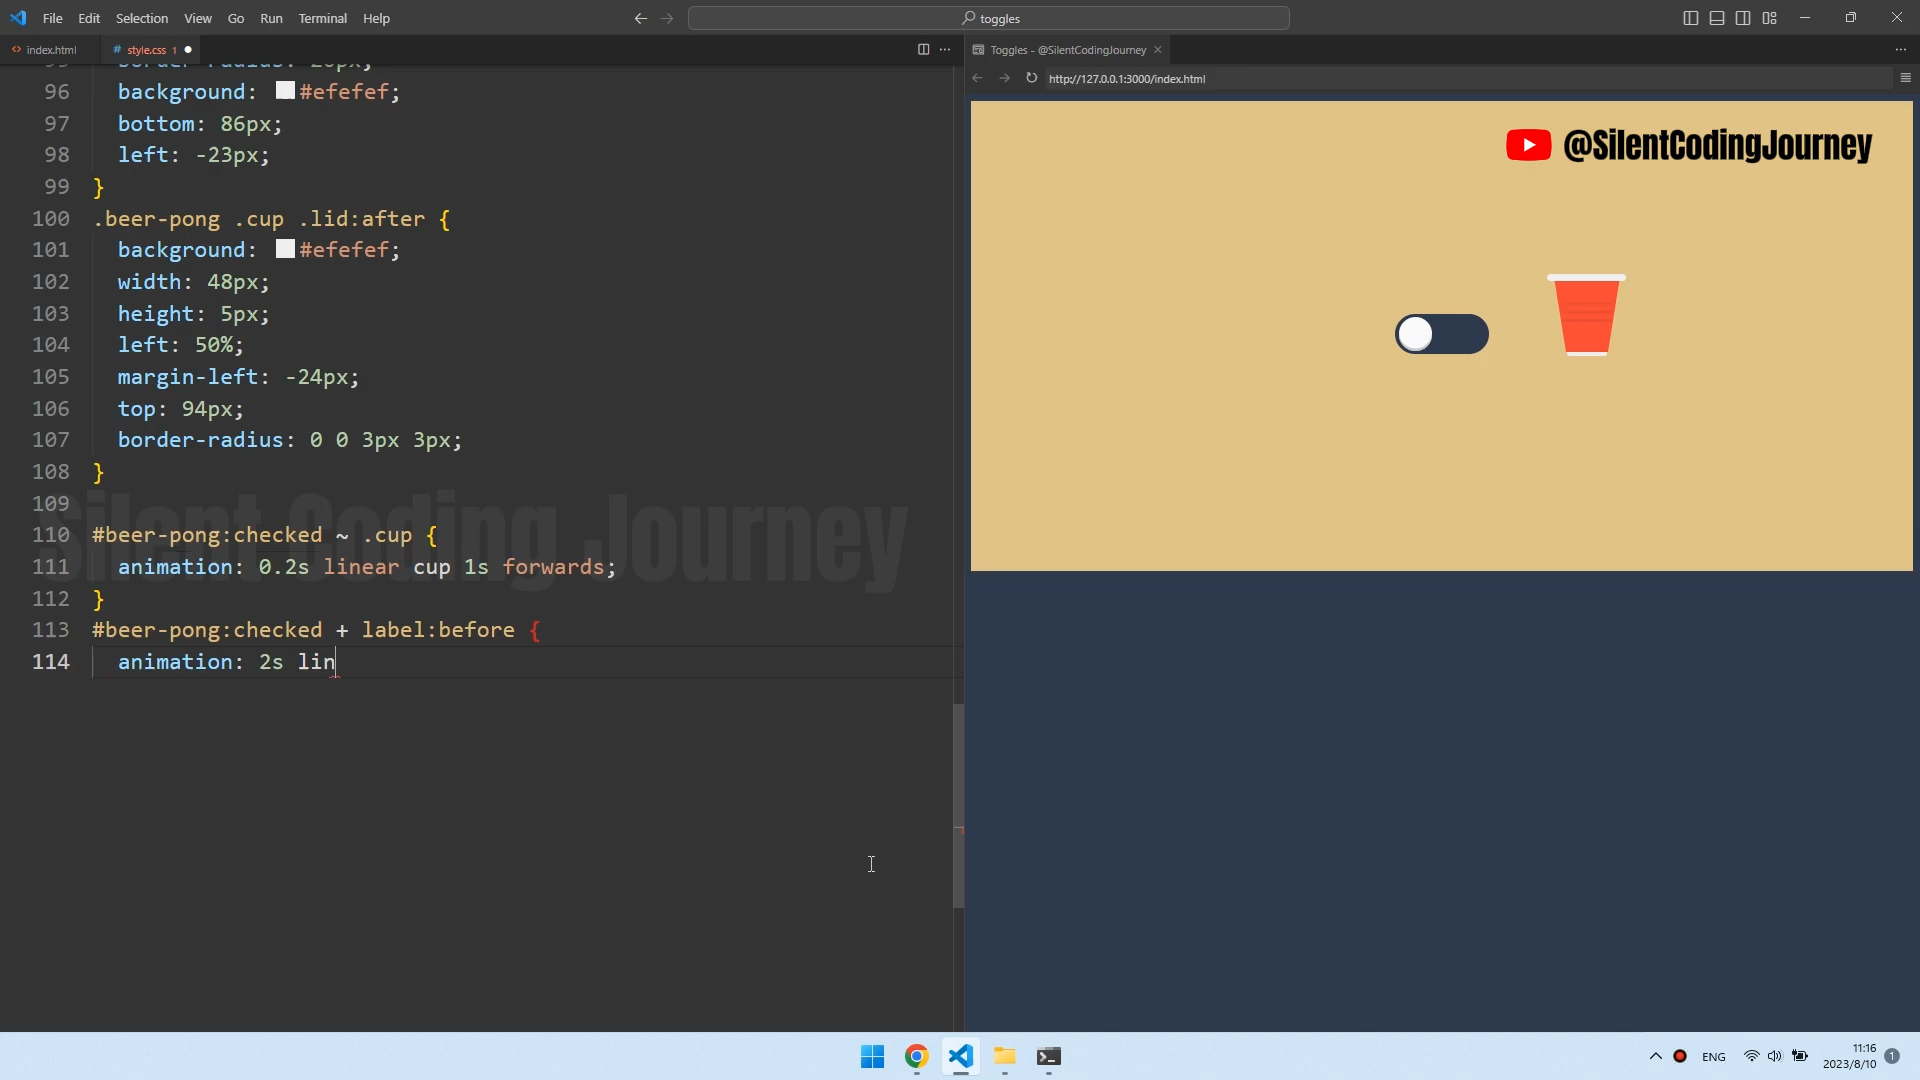 File Edit Selection View Go Run Terminal Help
toggles
index.html
# style.css 1
Toggles - @SilentCodingJourney
http://127.0.0.1:3000/index.html
96 background: #efefef;
97 bottom: 86px;
98 left: -23px;
99 }
100 .beer-pong .cup .lid:after {
101 background: #efefef;
102 width: 48px;
103 height: 5px;
104 left: 50%;
105 margin-left: -24px;
106 top: 94px;
107 border-radius: 0 0 3px 3px;
108 }
109
110 #beer-pong:checked ~ .cup {
111 animation: 0.2s linear cup 1s forwards;
112 }
113 #beer-pong:checked + label:before {
114 animation: 2s lin
Silent Coding Journey
@SilentCodingJourney
ENG
11:16
2023/8/10
1